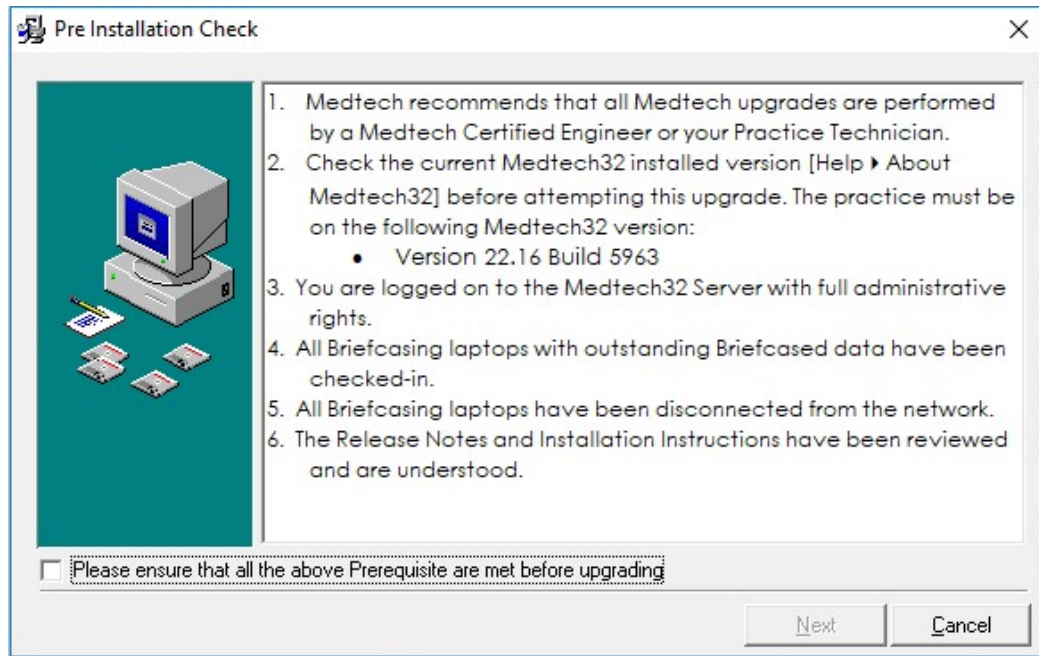 Pre Installation Check
1. Medtech recommends that all Medtech upgrades are performed
by a Medtech Certified Engineer or your Practice Technician.
2. Check the current Medtech32 installed version [Help ▸ About
Medtech32] before attempting this upgrade. The practice must be
on the following Medtech32 version:
• Version 22.16 Build 5963
3. You are logged on to the Medtech32 Server with full administrative
rights.
4. All Briefcasing laptops with outstanding Briefcased data have been
checked-in.
5. All Briefcasing laptops have been disconnected from the network.
6. The Release Notes and Installation Instructions have been reviewed
and are understood.
Please ensure that all the above Prerequisite are met before upgrading
Next Cancel